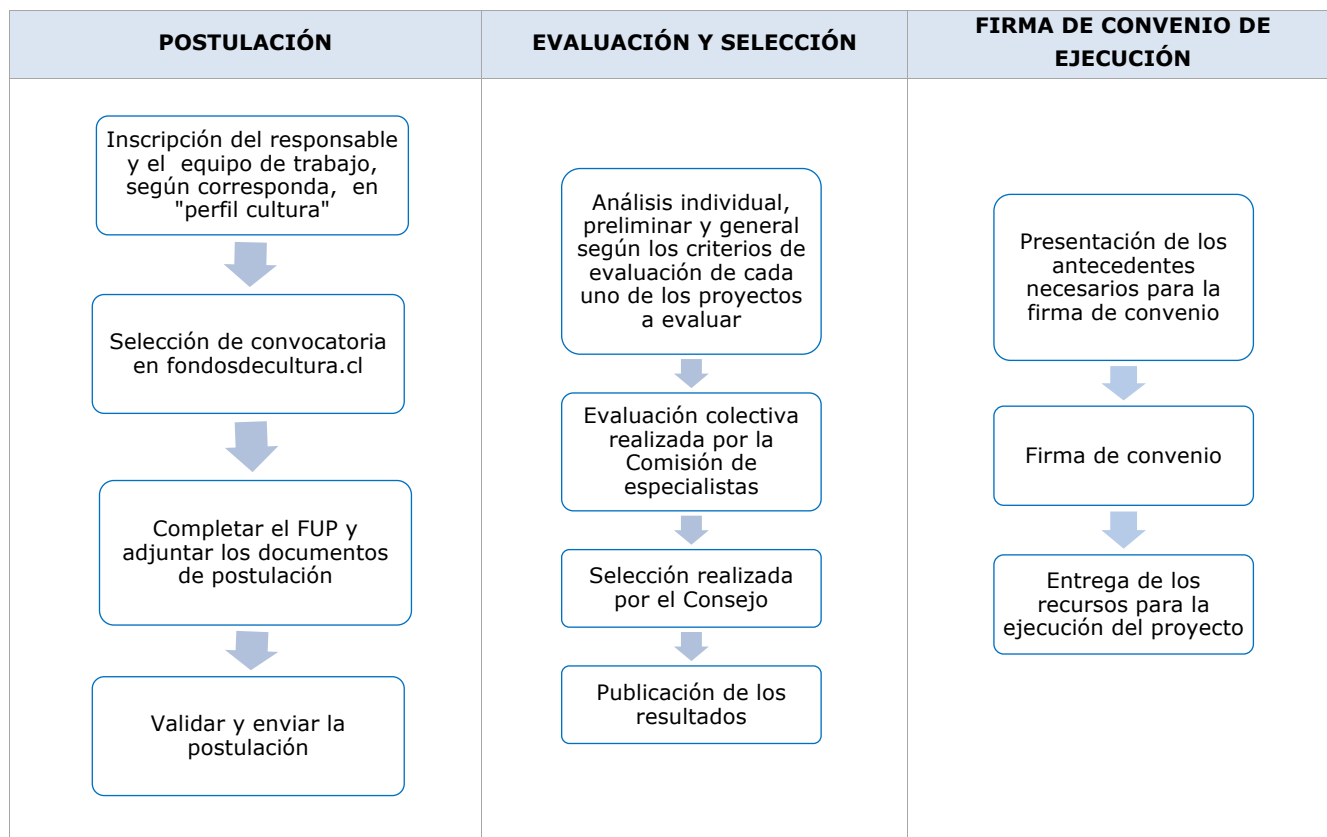 POSTULACIÓN
EVALUACIÓN Y SELECCIÓN
FIRMA DE CONVENIO DE
EJECUCIÓN
Inscripción del responsable
y el equipo de trabajo,
según corresponda, en
"perfil cultura"
Selección de convocatoria
en fondosdecultura.cl
Completar el FUP y
adjuntar los documentos
de postulación
Validar y enviar la
postulación
Análisis individual,
preliminar y general
según los criterios de
evaluación de cada
uno de los proyectos
a evaluar
Evaluación colectiva
realizada por la
Comisión de
especialistas
Selección realizada
por el Consejo
Publicación de los
resultados
Presentación de los
antecedentes
necesarios para la
firma de convenio
Firma de convenio
Entrega de los
recursos para la
ejecución del proyecto